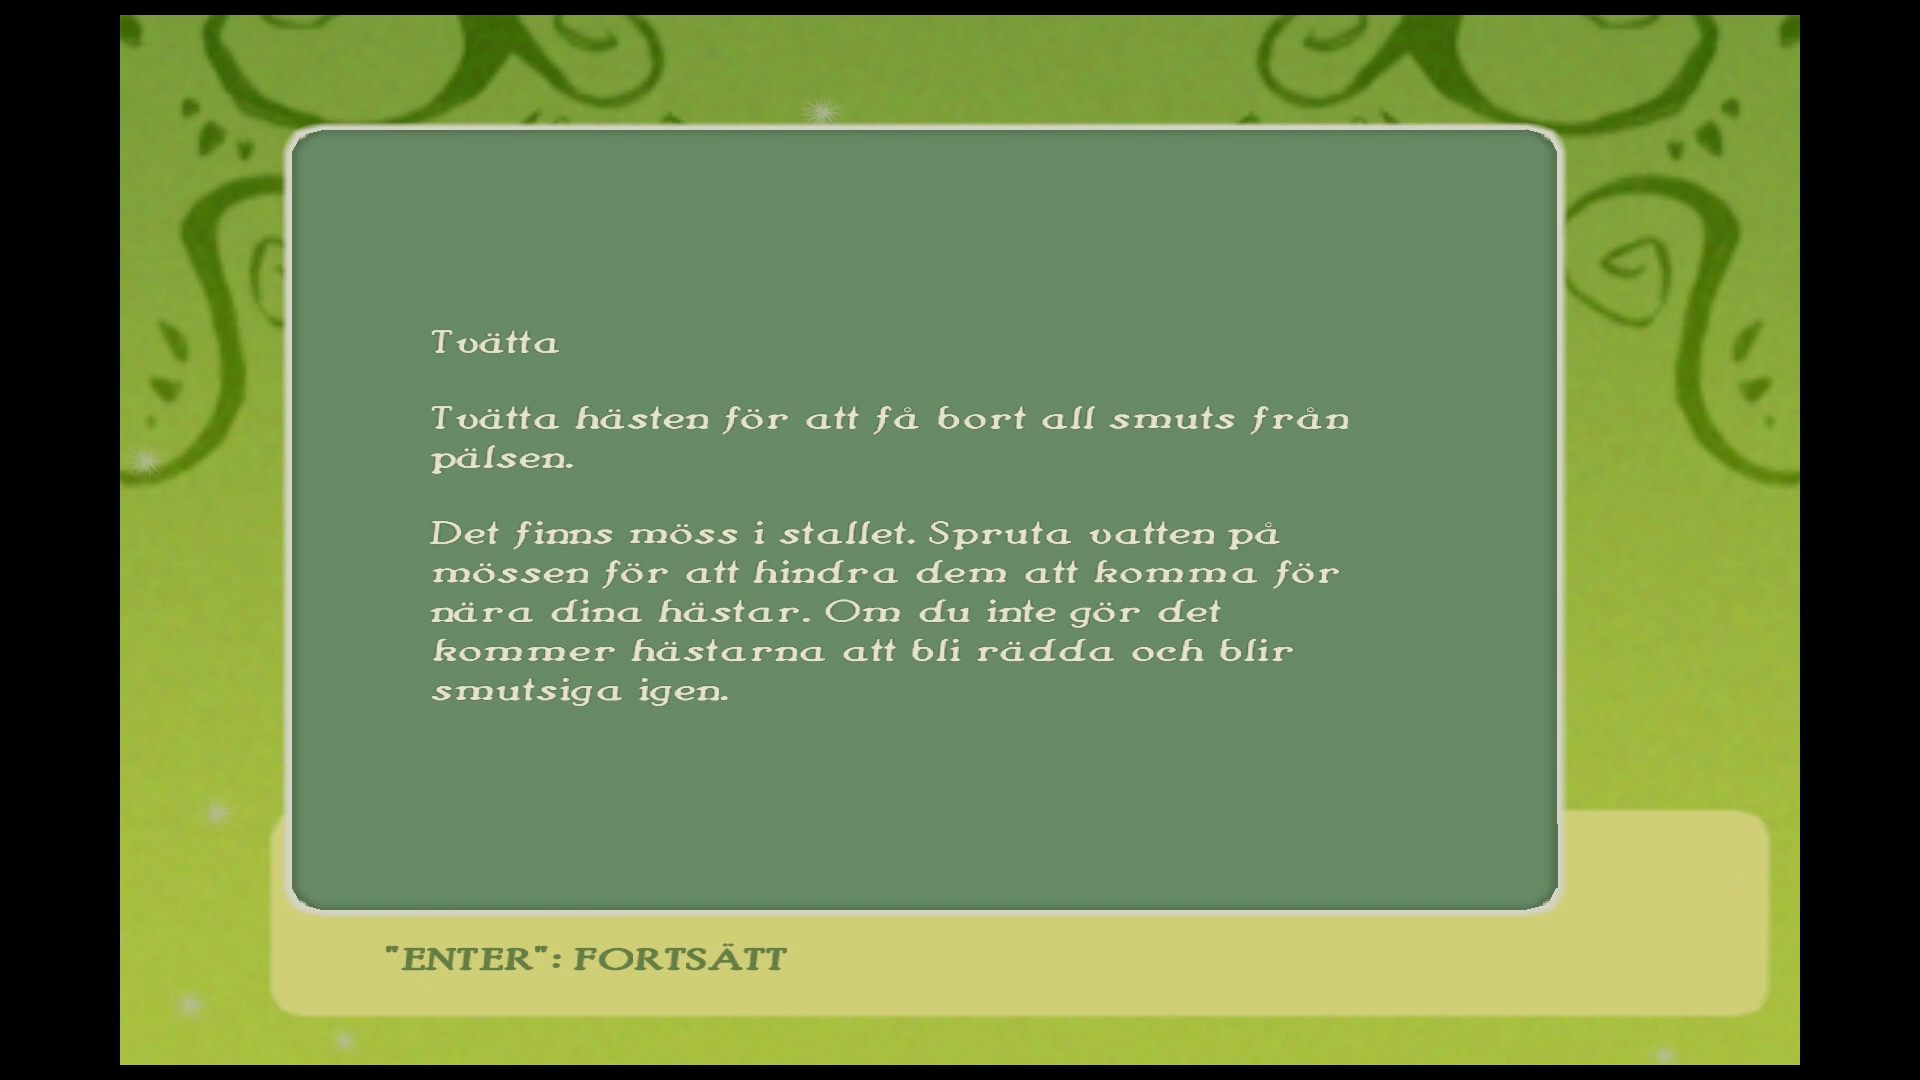 Tvätta
Tvätta hästen för att få bort all smuts från
pälsen.
Det finns möss i stallet. Spruta vatten på
mössen för att hindra dem att komma för
nära dina hästar. Om du inte gör det
kommer hästarna att bli rädda och blir
smutsiga igen.
"ENTER": FORTSÄTT